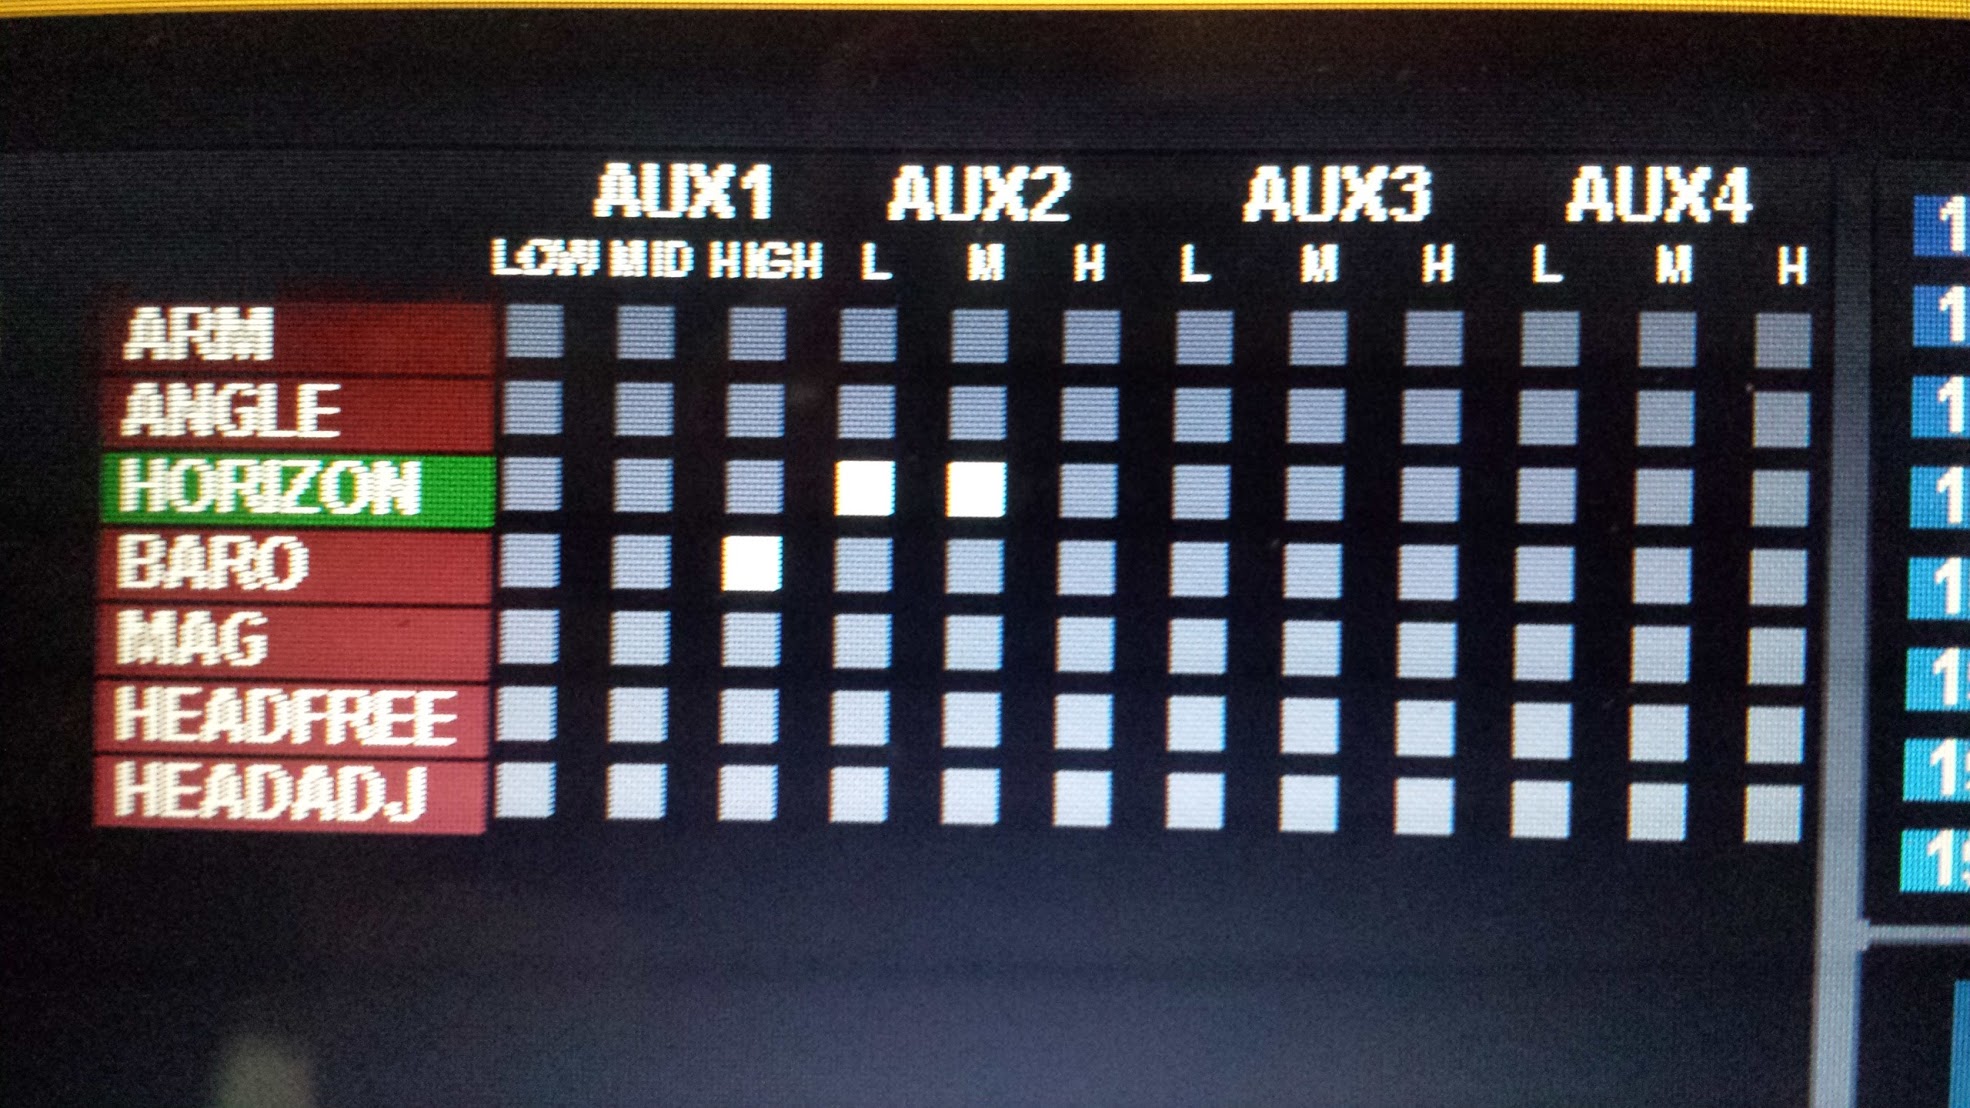 AUX1 AUX2 AUX3 AUX4
LOW MID HIGH L M H L M H L M H
ARM
ANGLE
HORIZON
BARO
MAG
HEADFREE
HEADADJ